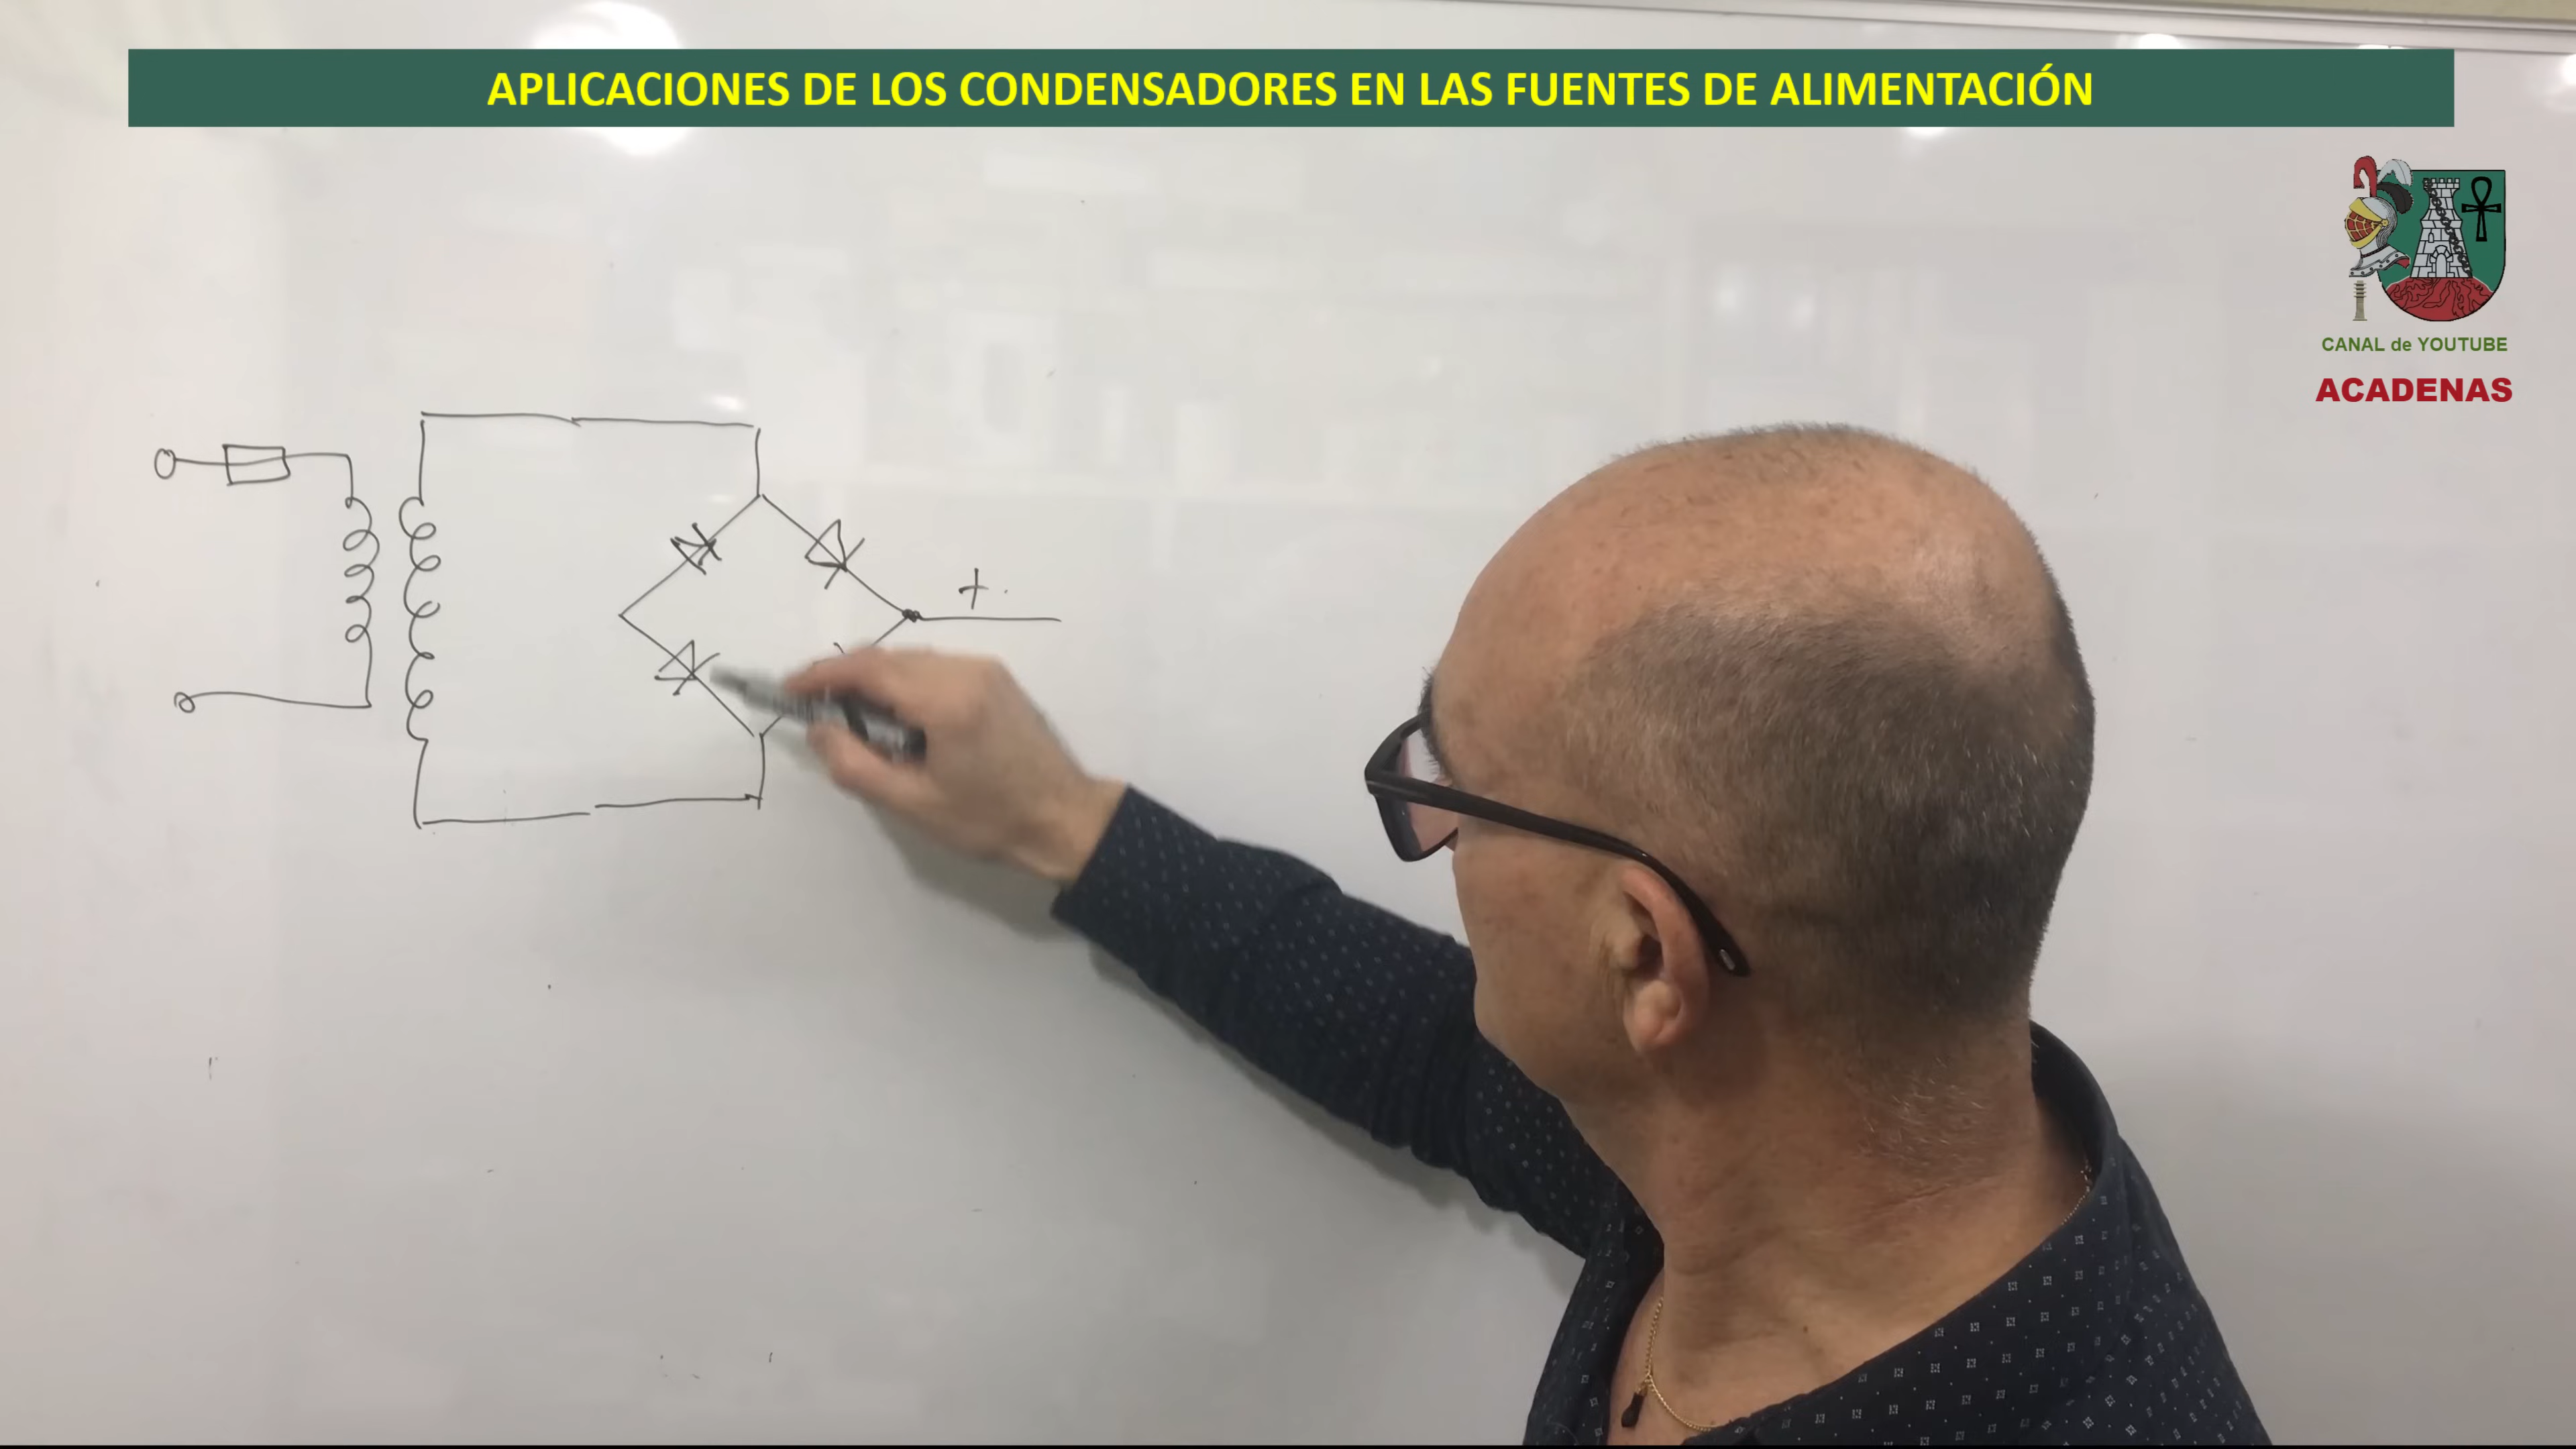 APLICACIONES DE LOS CONDENSADORES EN LAS FUENTES DE ALIMENTACIÓN
CANAL de YOUTUBE
ACADENAS
+